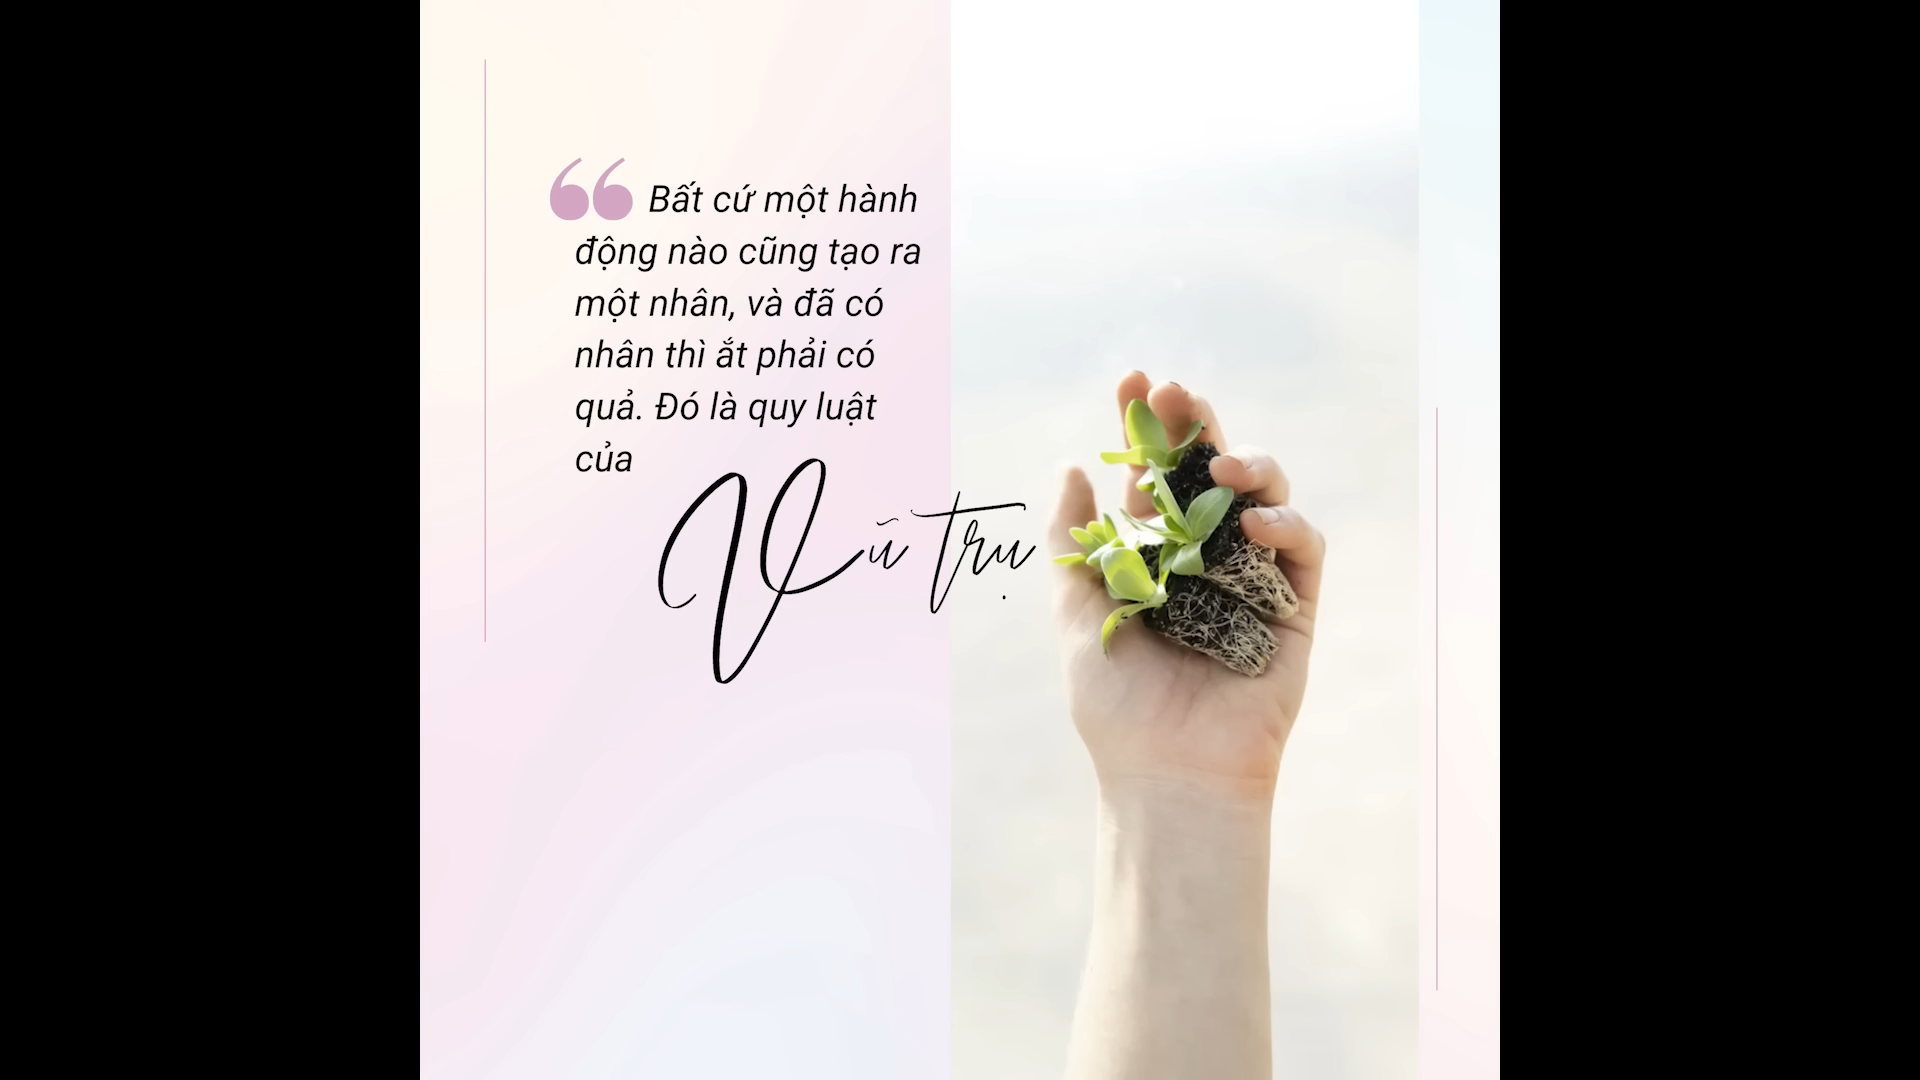 ❝ Bất cứ một hành
động nào cũng tạo ra
một nhân, và đã có
nhân thì ắt phải có
quả. Đó là quy luật
của
Vũ trụ